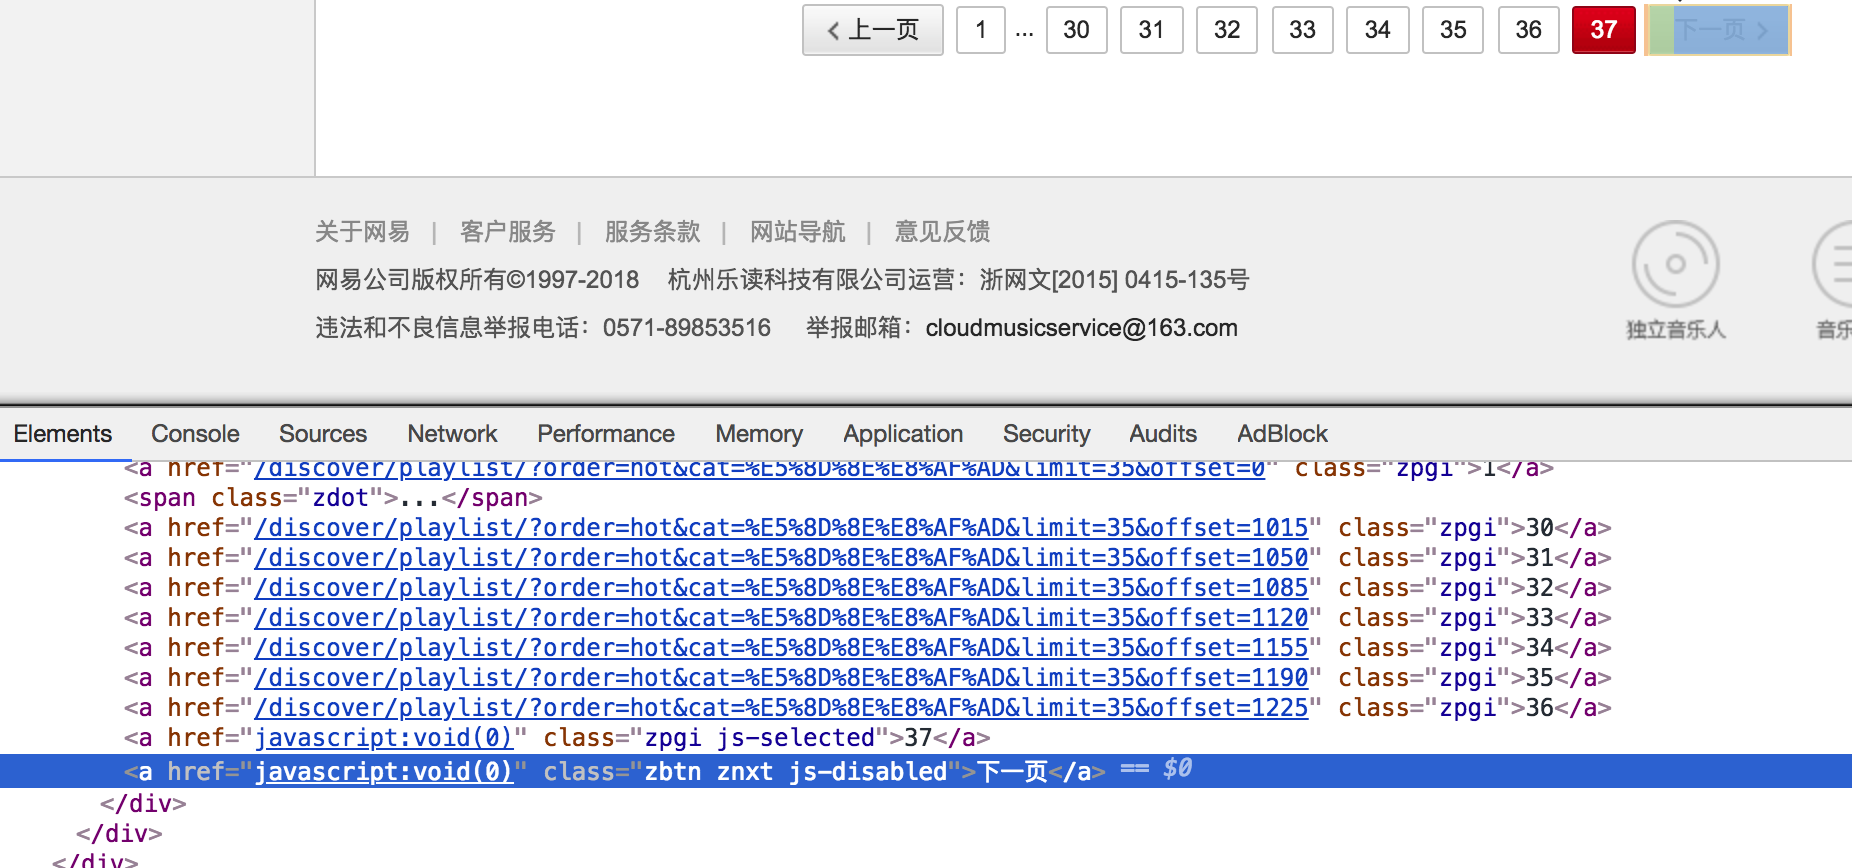 上一页 1 ... 30 31 32 33 34 35 36 37 下一页
关于网易 | 客户服务 | 服务条款 | 网站导航 | 意见反馈
网易公司版权所有©1997-2018 杭州乐读科技有限公司运营：浙网文[2015] 0415-135号
违法和不良信息举报电话：0571-89853516 举报邮箱：cloudmusicservice@163.com
独立音乐人
音乐
Elements Console Sources Network Performance Memory Application Security Audits AdBlock
<a href="/discover/playlist/?order=hot&cat=%E5%8D%8E%E8%AF%AD&limit=35&offset=0" class="zpgi">1</a>
<span class="zdot">...</span>
<a href="/discover/playlist/?order=hot&cat=%E5%8D%8E%E8%AF%AD&limit=35&offset=1015" class="zpgi">30</a>
<a href="/discover/playlist/?order=hot&cat=%E5%8D%8E%E8%AF%AD&limit=35&offset=1050" class="zpgi">31</a>
<a href="/discover/playlist/?order=hot&cat=%E5%8D%8E%E8%AF%AD&limit=35&offset=1085" class="zpgi">32</a>
<a href="/discover/playlist/?order=hot&cat=%E5%8D%8E%E8%AF%AD&limit=35&offset=1120" class="zpgi">33</a>
<a href="/discover/playlist/?order=hot&cat=%E5%8D%8E%E8%AF%AD&limit=35&offset=1155" class="zpgi">34</a>
<a href="/discover/playlist/?order=hot&cat=%E5%8D%8E%E8%AF%AD&limit=35&offset=1190" class="zpgi">35</a>
<a href="/discover/playlist/?order=hot&cat=%E5%8D%8E%E8%AF%AD&limit=35&offset=1225" class="zpgi">36</a>
<a href="javascript:void(0)" class="zpgi js-selected">37</a>
<a href="javascript:void(0)" class="zbtn znxt js-disabled">下一页</a> == $0
</div>
</div>
</div>